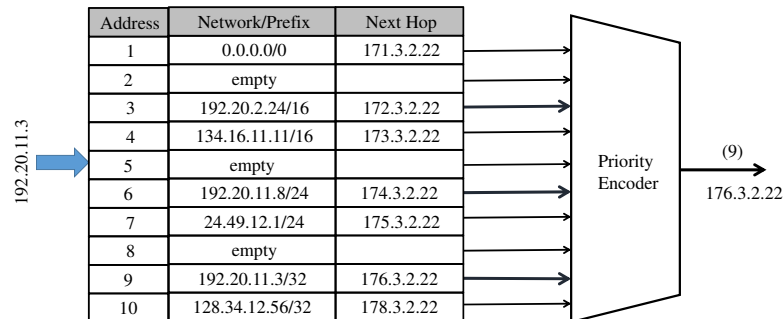 Address Network/Prefix Next Hop
1 0.0.0.0/0 171.3.2.22
2 empty
3 192.20.2.24/16 172.3.2.22
4 134.16.11.11/16 173.3.2.22
5 empty
6 192.20.11.8/24 174.3.2.22
7 24.49.12.1/24 175.3.2.22
8 empty
9 192.20.11.3/32 176.3.2.22
10 128.34.12.56/32 178.3.2.22
192.20.11.3
Priority
Encoder
(9)
176.3.2.22